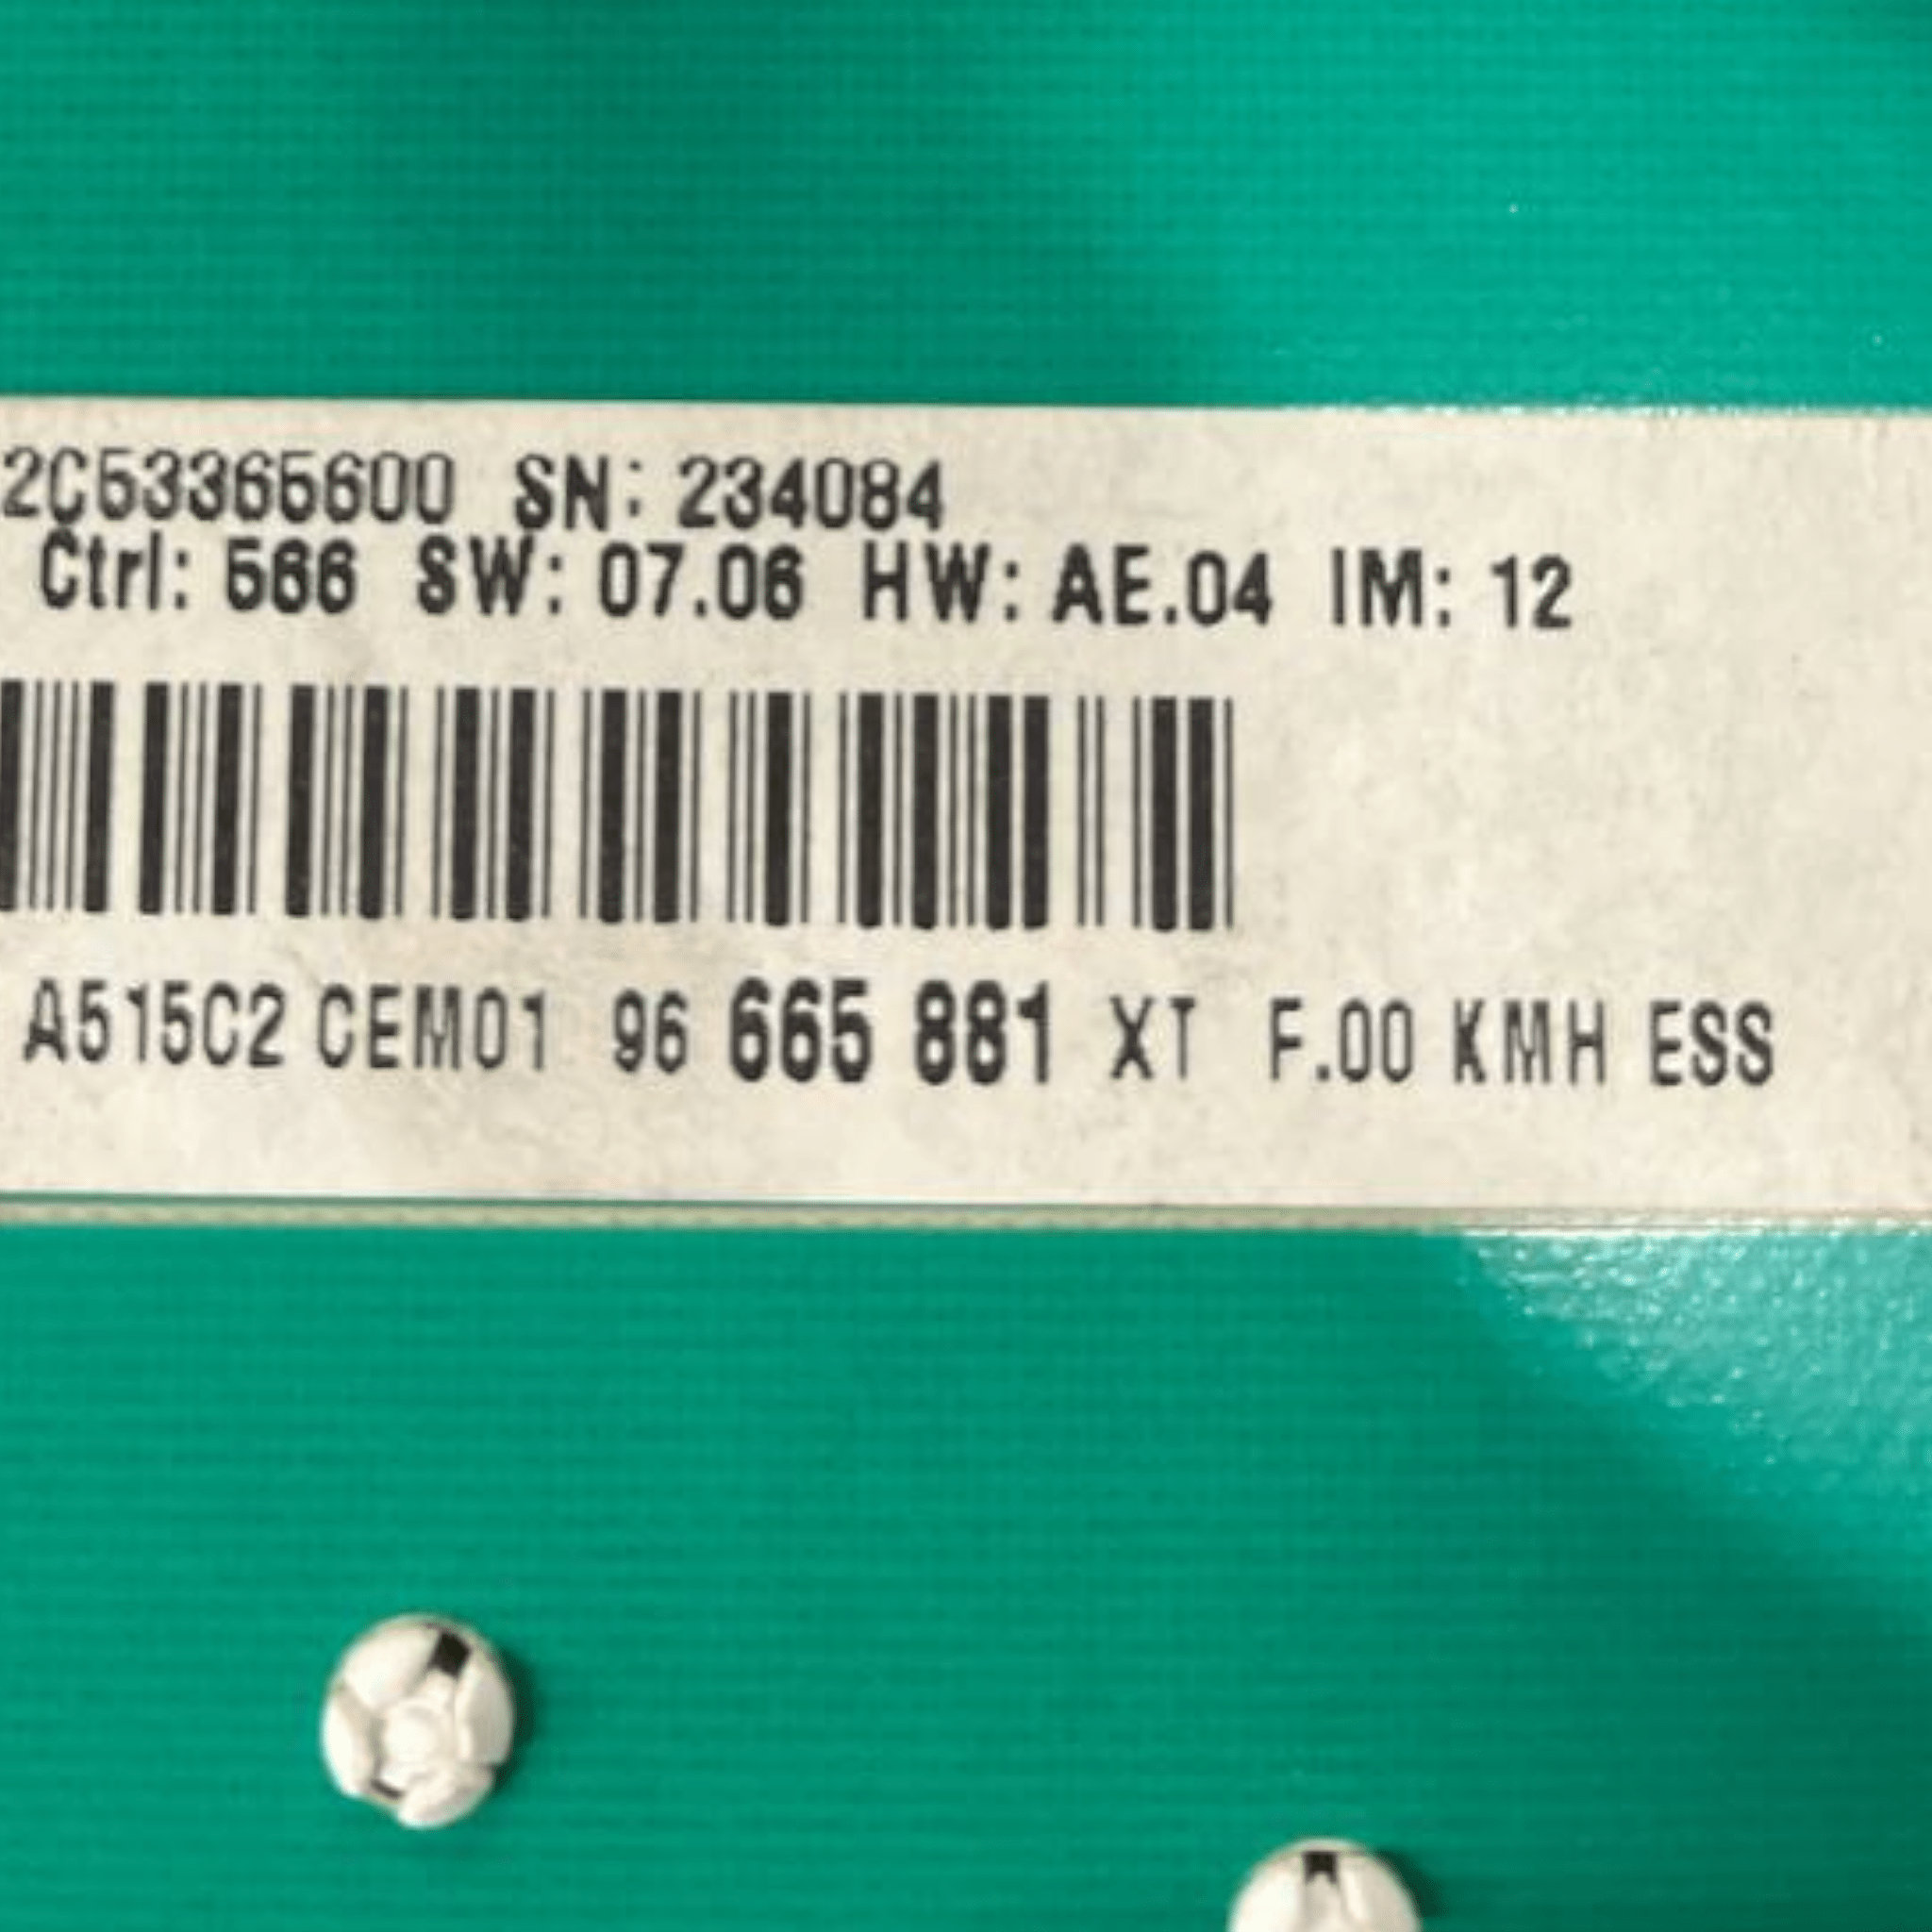 2C53365600 SN: 234084
Ctrl: 566 SW: 07.06 HW: AE.04 IM: 12
A515C2 CEM01 96 665 881 XT F.00 KMH ESS